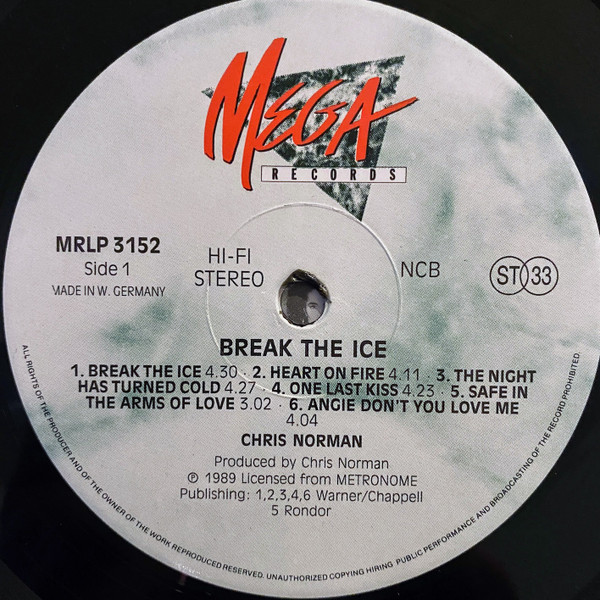 MEGA
RECORDS
MRLP 3152
Side 1
MADE IN W. GERMANY
HI-FI
STEREO
NCB
ST 33
BREAK THE ICE
1. BREAK THE ICE 4.30 · 2. HEART ON FIRE 4.11 · 3. THE NIGHT
HAS TURNED COLD 4.27 · 4. ONE LAST KISS 4.23 · 5. SAFE IN
THE ARMS OF LOVE 3.02 · 6. ANGIE DON'T YOU LOVE ME
4.04
CHRIS NORMAN
Produced by Chris Norman
℗ 1989 Licensed from METRONOME
Publishing: 1,2,3,4,6 Warner/Chappell
5 Rondor
ALL RIGHTS OF THE PRODUCER AND OF THE OWNER OF THE WORK REPRODUCED RESERVED. UNAUTHORIZED COPYING HIRING PUBLIC PERFORMANCE AND BROADCASTING OF THE RECORD PROHIBITED.